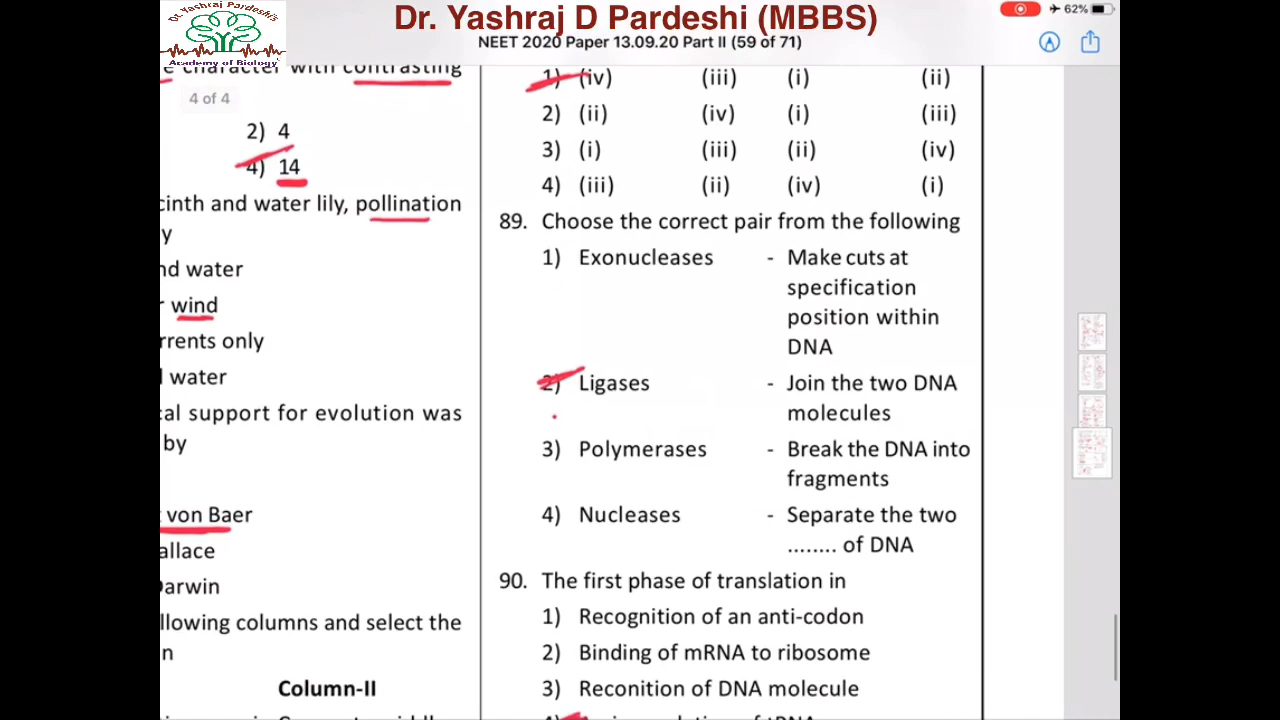 Dr. Yashraj D Pardeshi (MBBS)
Dr. Yashraj Pardeshi's
Academy of Biology
NEET 2020 Paper 13.09.20 Part II (59 of 71)
62%
4 of 4
character with contrasting
2) 4
4) 14
cinth and water lily, pollination
y
nd water
wind
rrents only
water
cal support for evolution was
by
von Baer
allace
Darwin
llowing columns and select the
n
Column-II
1) (iv) (iii) (i) (ii)
2) (ii) (iv) (i) (iii)
3) (i) (iii) (ii) (iv)
4) (iii) (ii) (iv) (i)
89. Choose the correct pair from the following
1) Exonucleases - Make cuts at
specification
position within
DNA
2) Ligases - Join the two DNA
molecules
3) Polymerases - Break the DNA into
fragments
4) Nucleases - Separate the two
........ of DNA
90. The first phase of translation in
1) Recognition of an anti-codon
2) Binding of mRNA to ribosome
3) Reconition of DNA molecule